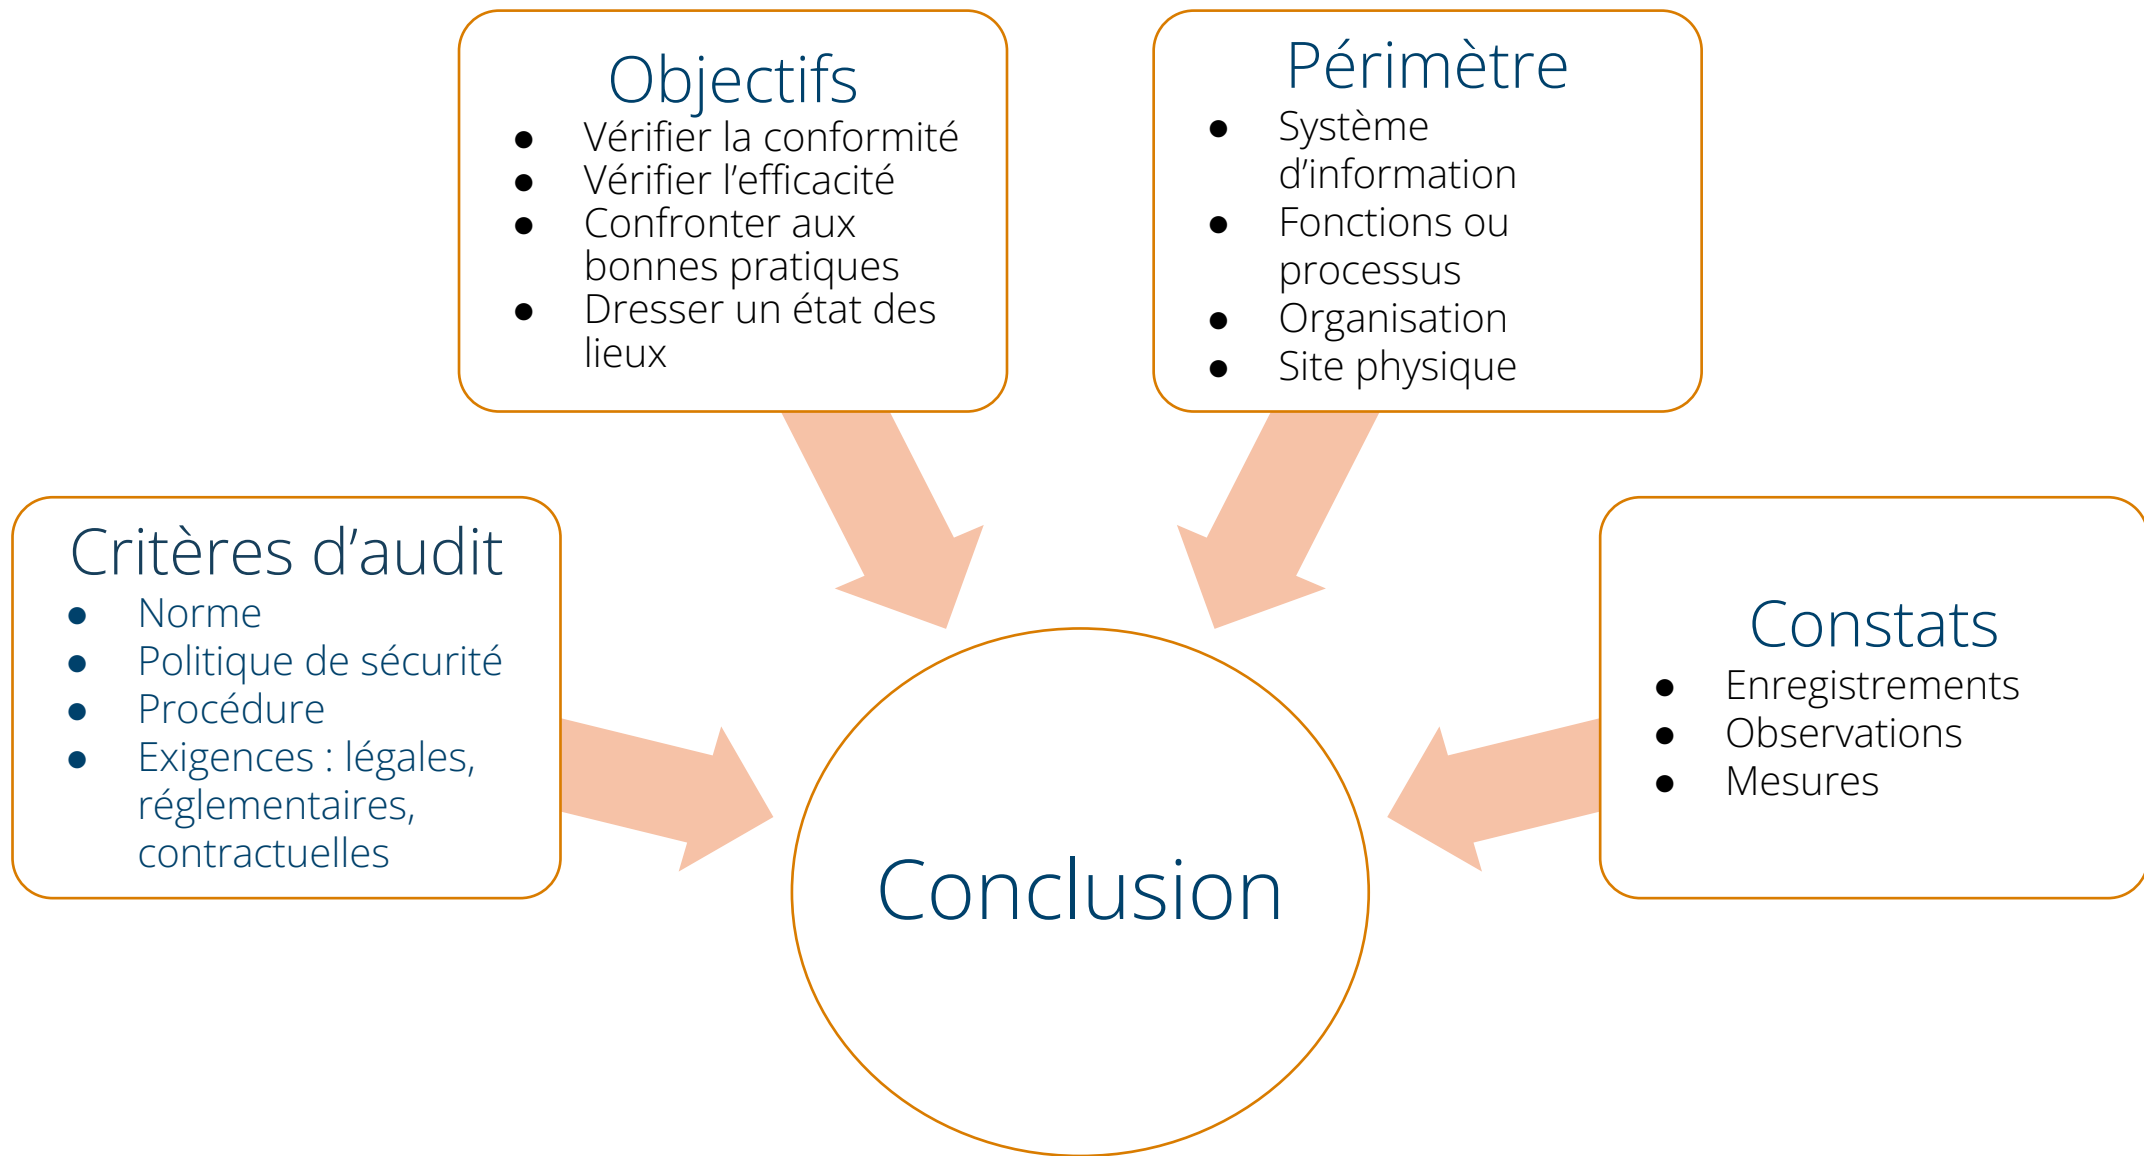 Objectifs
● Vérifier la conformité
● Vérifier l'efficacité
● Confronter aux
bonnes pratiques
● Dresser un état des
lieux
Périmètre
● Système
d'information
● Fonctions ou
processus
● Organisation
● Site physique
Critères d'audit
● Norme
● Politique de sécurité
● Procédure
● Exigences : légales,
réglementaires,
contractuelles
Constats
● Enregistrements
● Observations
● Mesures
Conclusion